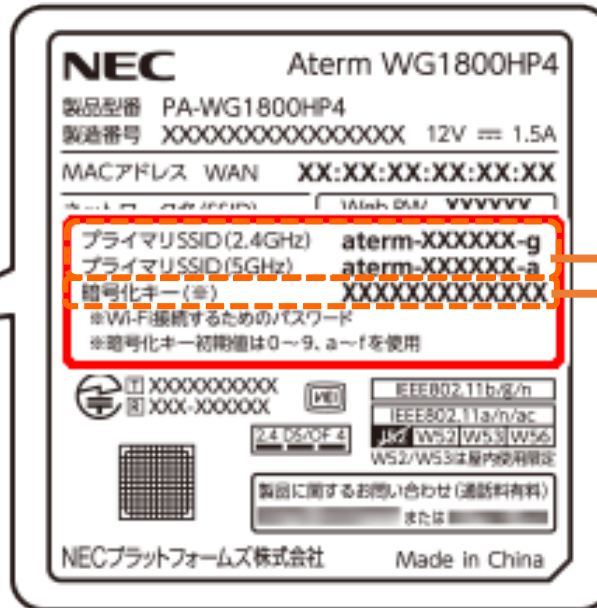 NEC Aterm WG1800HP4
製品型番 PA-WG1800HP4
製造番号 XXXXXXXXXXXXXXXX 12V ⎓ 1.5A
MACアドレス WAN XX:XX:XX:XX:XX:XX
ネットワーク名(SSID) Web PW XXXXXX
プライマリSSID(2.4GHz) aterm-XXXXXX-g
プライマリSSID(5GHz) aterm-XXXXXX-a
暗号化キー(※) XXXXXXXXXXXXX
※Wi-Fi接続するためのパスワード
※暗号化キー初期値は0～9、a～fを使用
T XXXXXXXXXX
R XXX-XXXXXX
IEEE802.11b/g/n
IEEE802.11a/n/ac
2.4 DS/OF 4
W52 W53 W56
W52/W53は屋内使用限定
製品に関するお問い合わせ(通話料有料)
または
NECプラットフォームズ株式会社 Made in China